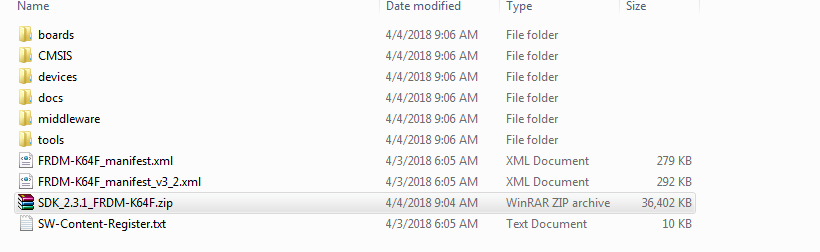 Name Date modified Type Size
boards 4/4/2018 9:06 AM File folder
CMSIS 4/4/2018 9:06 AM File folder
devices 4/4/2018 9:06 AM File folder
docs 4/4/2018 9:06 AM File folder
middleware 4/4/2018 9:06 AM File folder
tools 4/4/2018 9:06 AM File folder
FRDM-K64F_manifest.xml 4/3/2018 6:05 AM XML Document 279 KB
FRDM-K64F_manifest_v3_2.xml 4/3/2018 6:05 AM XML Document 292 KB
SDK_2.3.1_FRDM-K64F.zip 4/4/2018 9:04 AM WinRAR ZIP archive 36,402 KB
SW-Content-Register.txt 4/3/2018 6:05 AM Text Document 10 KB